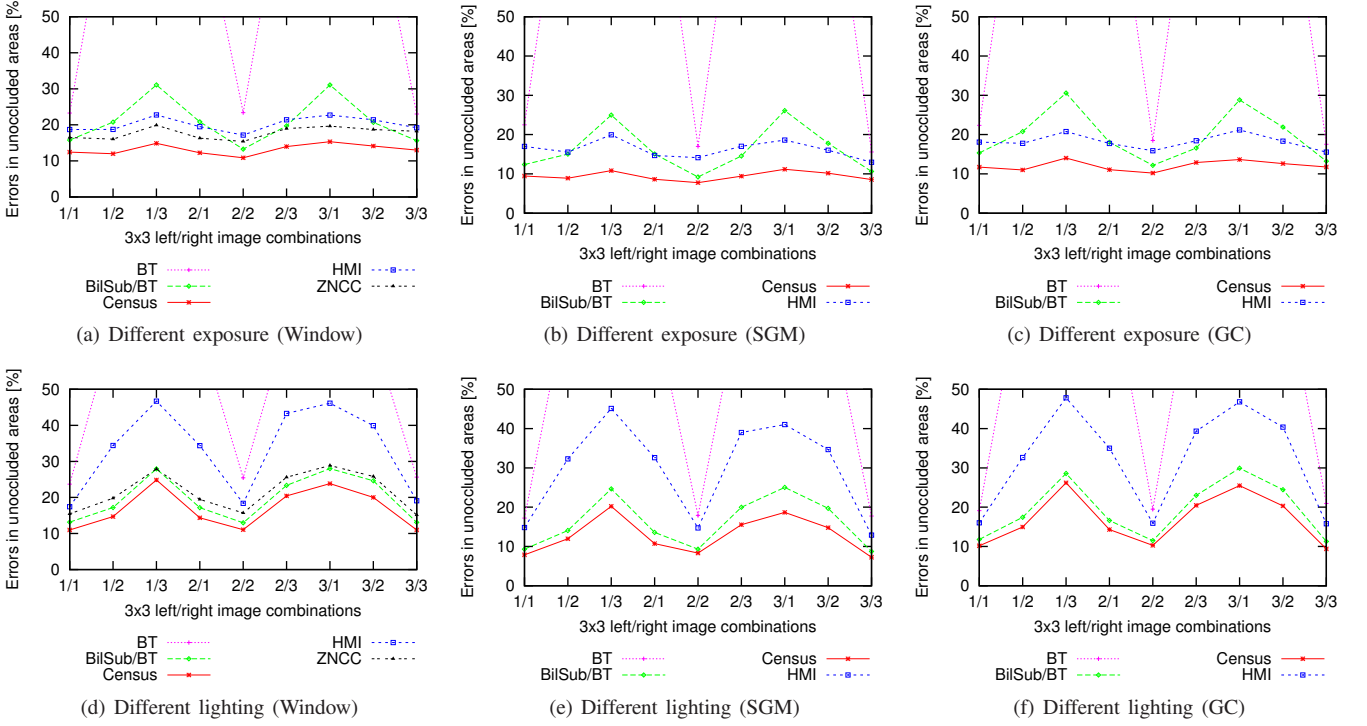 Errors in unoccluded areas [%]
50
40
30
20
10
0
1/1 1/2 1/3 2/1 2/2 2/3 3/1 3/2 3/3
3x3 left/right image combinations
BT
BilSub/BT
Census
HMI
ZNCC
(a) Different exposure (Window)
Errors in unoccluded areas [%]
50
40
30
20
10
0
1/1 1/2 1/3 2/1 2/2 2/3 3/1 3/2 3/3
3x3 left/right image combinations
BT
BilSub/BT
Census
HMI
(b) Different exposure (SGM)
Errors in unoccluded areas [%]
50
40
30
20
10
0
1/1 1/2 1/3 2/1 2/2 2/3 3/1 3/2 3/3
3x3 left/right image combinations
BT
BilSub/BT
Census
HMI
(c) Different exposure (GC)
Errors in unoccluded areas [%]
50
40
30
20
10
0
1/1 1/2 1/3 2/1 2/2 2/3 3/1 3/2 3/3
3x3 left/right image combinations
BT
BilSub/BT
Census
HMI
ZNCC
(d) Different lighting (Window)
Errors in unoccluded areas [%]
50
40
30
20
10
0
1/1 1/2 1/3 2/1 2/2 2/3 3/1 3/2 3/3
3x3 left/right image combinations
BT
BilSub/BT
Census
HMI
(e) Different lighting (SGM)
Errors in unoccluded areas [%]
50
40
30
20
10
0
1/1 1/2 1/3 2/1 2/2 2/3 3/1 3/2 3/3
3x3 left/right image combinations
BT
BilSub/BT
Census
HMI
(f) Different lighting (GC)